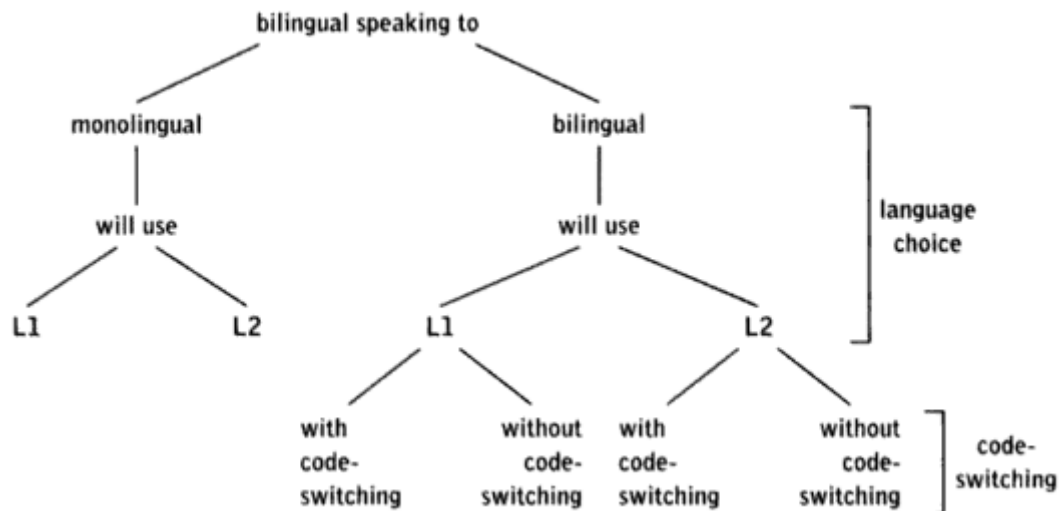 bilingual speaking to
monolingual
bilingual
will use
will use
language
choice
L1
L2
L1
L2
with
code-
switching
without
code-
switching
with
code-
switching
without
code-
switching
code-
switching